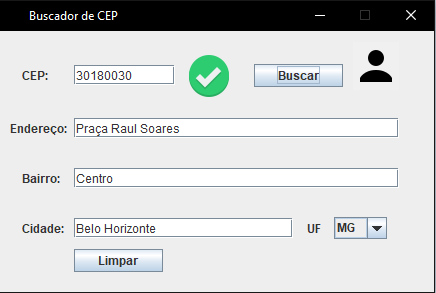 Buscador de CEP
CEP: 30180030 Buscar
Endereço: Praça Raul Soares
Bairro: Centro
Cidade: Belo Horizonte UF MG
Limpar